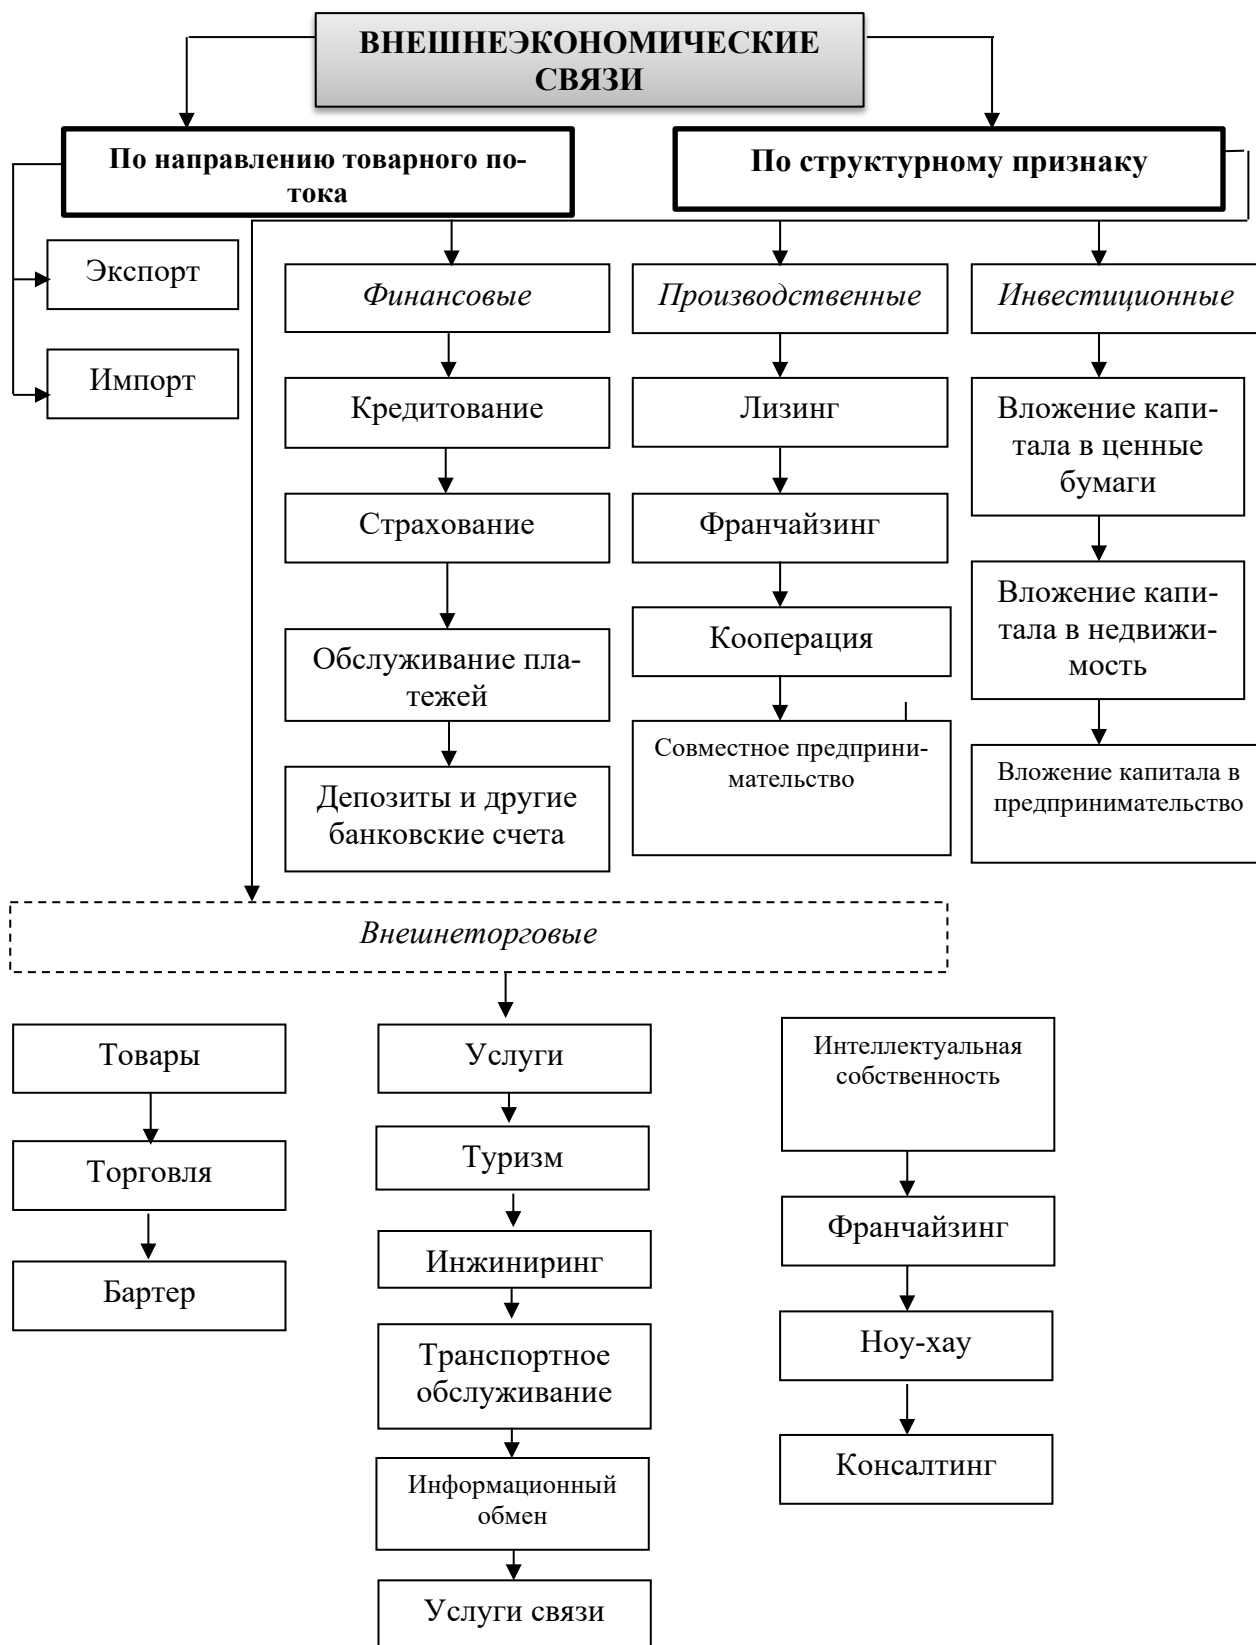 ВНЕШНЕЭКОНОМИЧЕСКИЕ
СВЯЗИ
По направлению товарного по-
тока
По структурному признаку
Экспорт
Импорт
Финансовые
Кредитование
Страхование
Обслуживание пла-
тежей
Депозиты и другие
банковские счета
Производственные
Лизинг
Франчайзинг
Кооперация
Совместное предприни-
мательство
Инвестиционные
Вложение капи-
тала в ценные
бумаги
Вложение капи-
тала в недвижи-
мость
Вложение капитала в
предпринимательство
Внешнеторговые
Товары
Торговля
Бартер
Услуги
Туризм
Инжиниринг
Транспортное
обслуживание
Информационный
обмен
Услуги связи
Интеллектуальная
собственность
Франчайзинг
Ноу-хау
Консалтинг